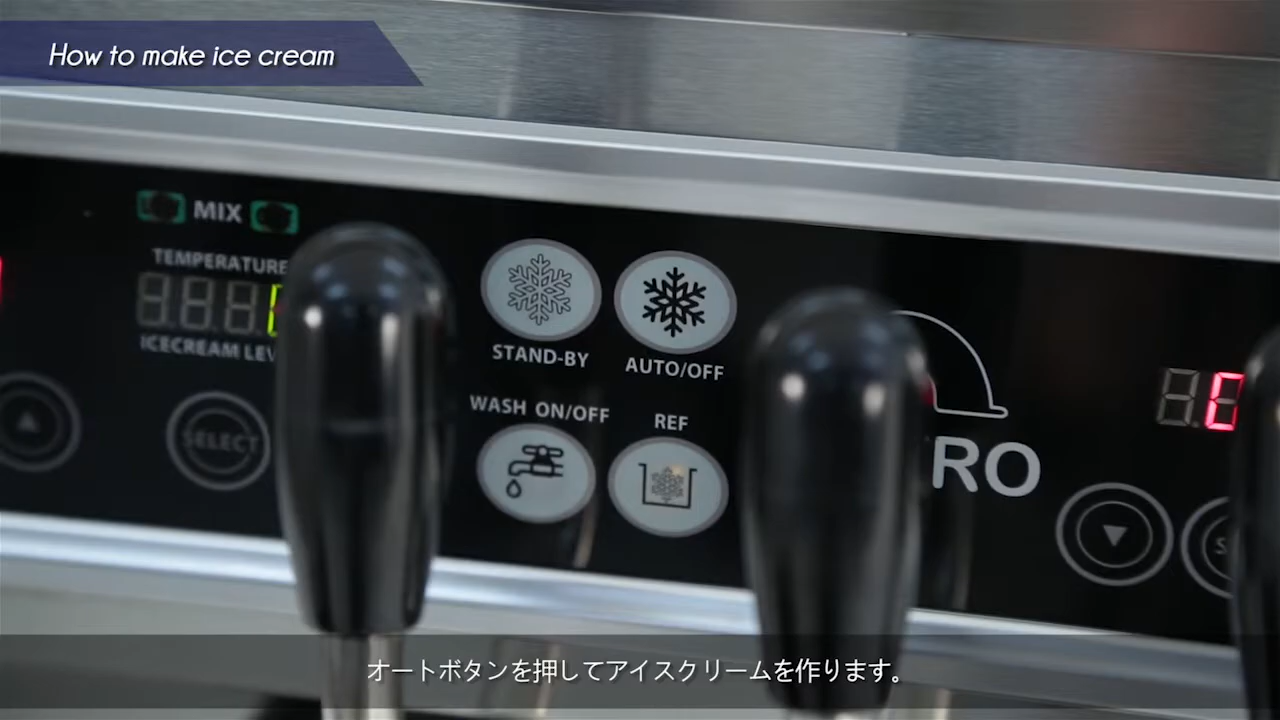 How to make ice cream
MIX
TEMPERATURE
STAND-BY
AUTO/OFF
WASH ON/OFF
REF
SELECT
RO
オートボタンを押してアイスクリームを作ります。